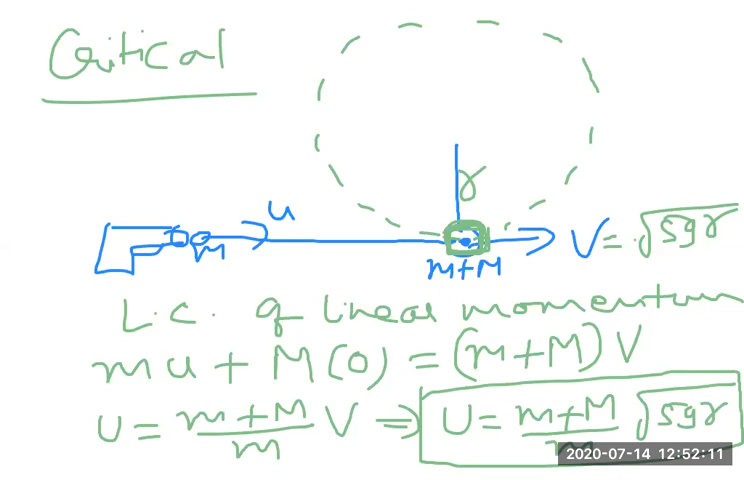 Critical
r
u
m
m+M
V = √5gr
L.C. of linear momentum
mu + M(0) = (m+M) V
U = m+M/m V ⇒ U = m+M/m √5gr
2020-07-14 12:52:11